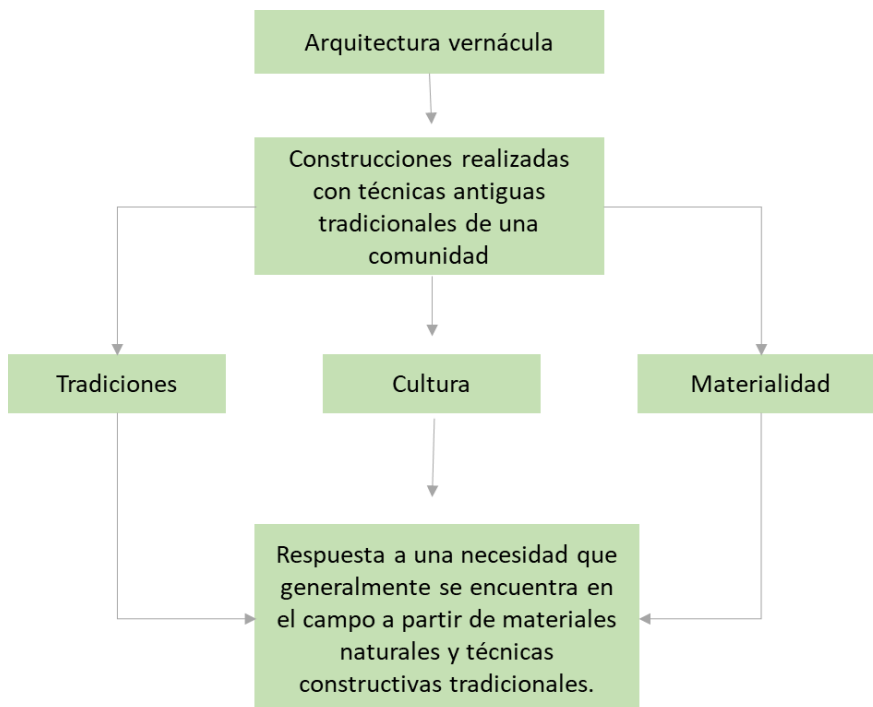 Arquitectura vernácula
Construcciones realizadas
con técnicas antiguas
tradicionales de una
comunidad
Tradiciones
Cultura
Materialidad
Respuesta a una necesidad que
generalmente se encuentra en
el campo a partir de materiales
naturales y técnicas
constructivas tradicionales.